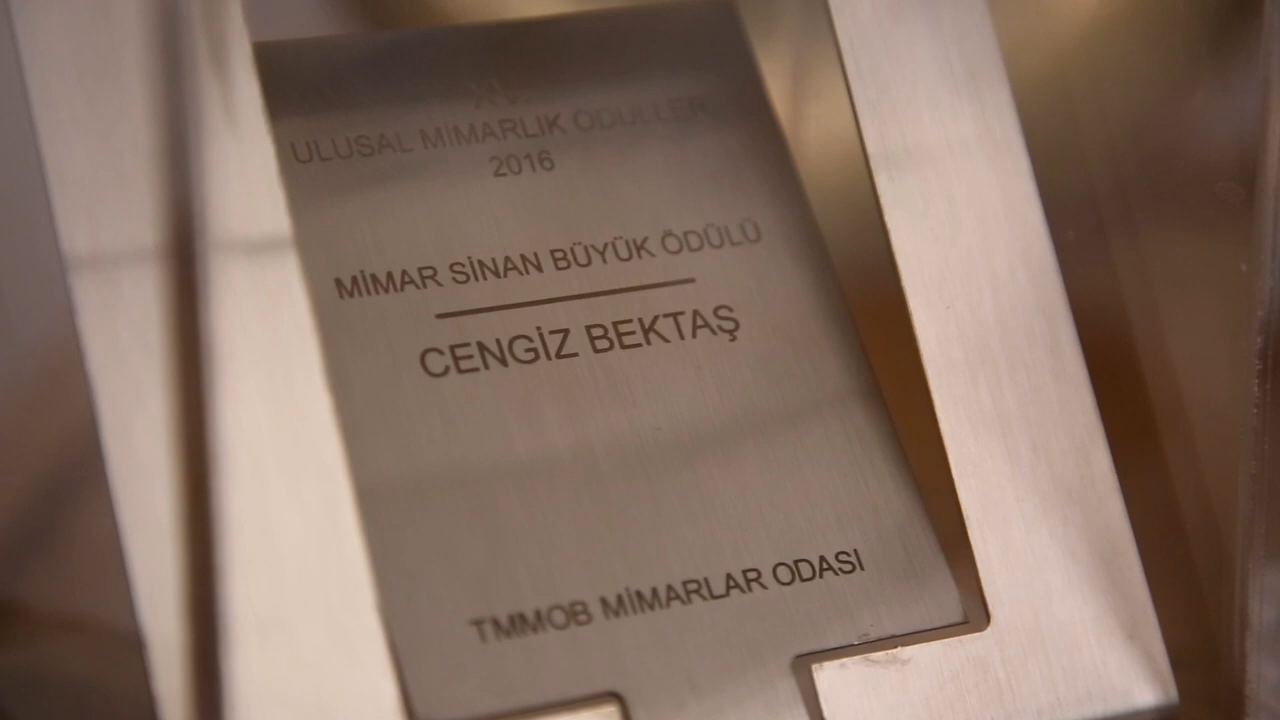 ULUSAL MİMARLIK ÖDÜLLERİ
2016
MİMAR SİNAN BÜYÜK ÖDÜLÜ
CENGİZ BEKTAŞ
TMMOB MİMARLAR ODASI